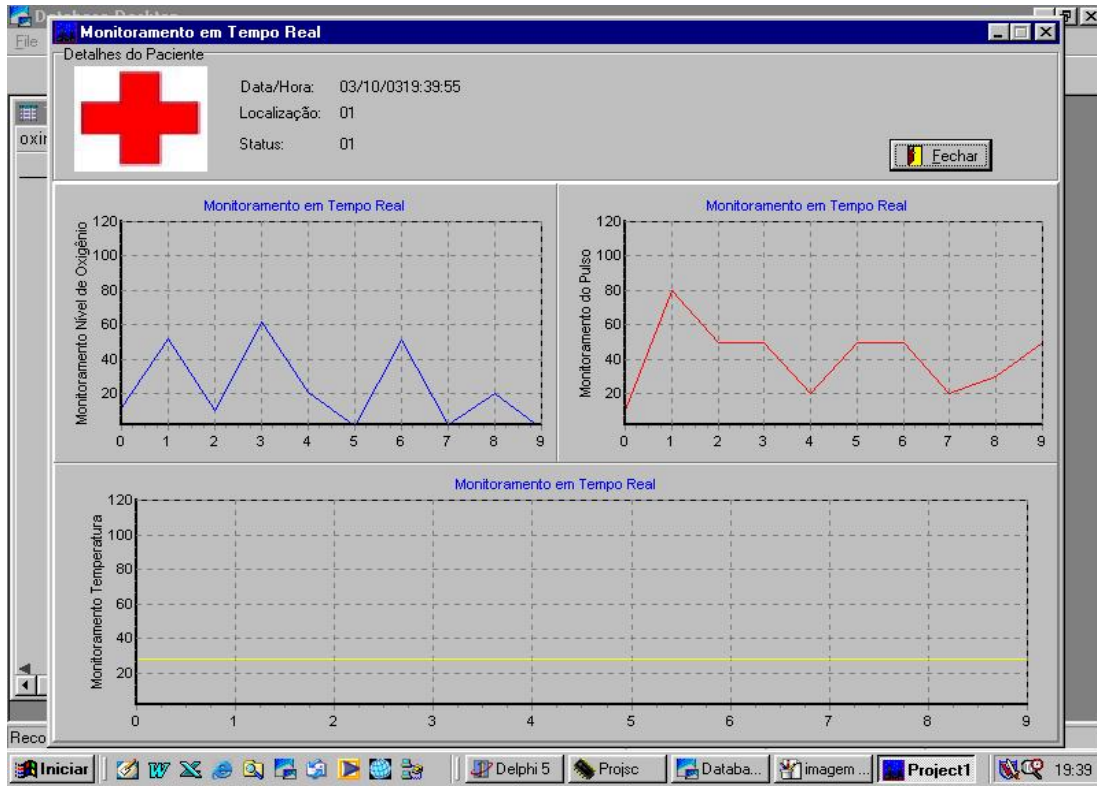 Database Desktop
File
Monitoramento em Tempo Real
Detalhes do Paciente
Data/Hora: 03/10/0319:39:55
Localização: 01
Status: 01
Fechar
oxir
Monitoramento em Tempo Real
Monitoramento Nível de Oxigênio
120
100
80
60
40
20
0 1 2 3 4 5 6 7 8 9
Monitoramento em Tempo Real
Monitoramento do Pulso
120
100
80
60
40
20
0 1 2 3 4 5 6 7 8 9
Monitoramento em Tempo Real
Monitoramento Temperatura
120
100
80
60
40
20
0 1 2 3 4 5 6 7 8 9
Reco
Iniciar Delphi 5 Projsc Databa... imagem ... Project1 19:39